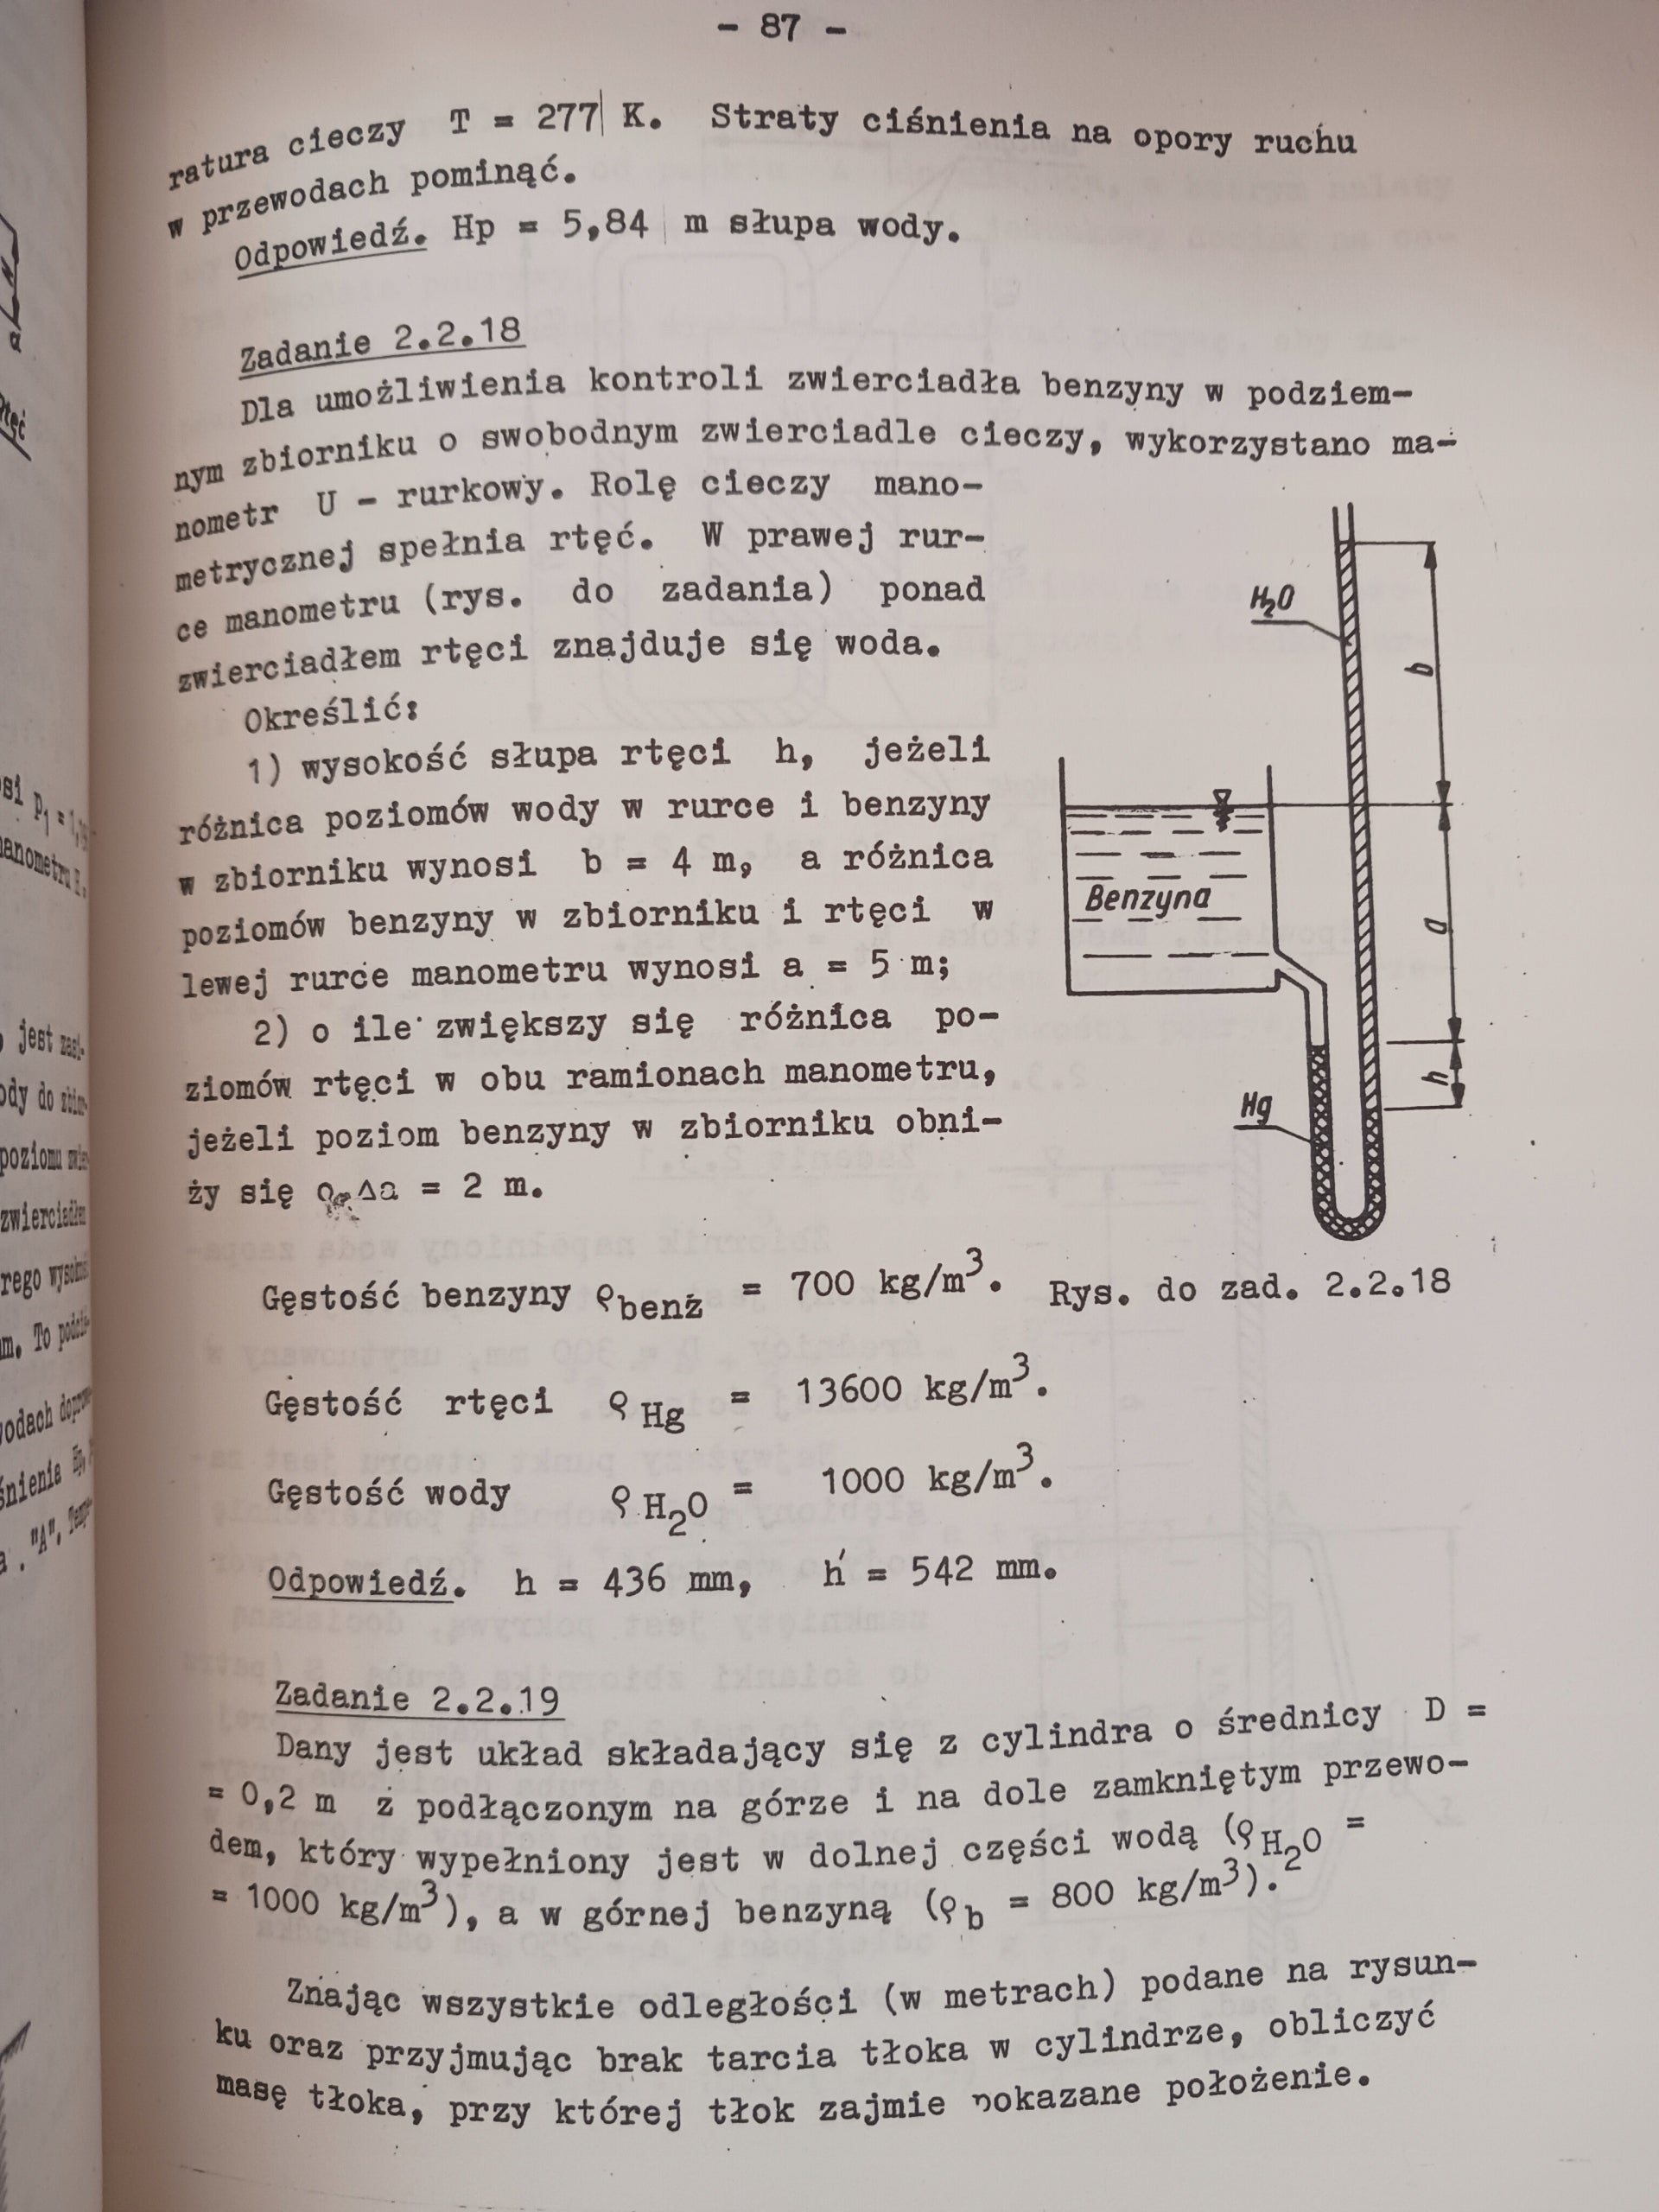 - 87 -
ratura cieczy T = 277 K. Straty ciśnienia na opory ruchu
w przewodach pominąć.
Odpowiedź. Hp = 5,84 m słupa wody.
Zadanie 2.2.18
Dla umożliwienia kontroli zwierciadła benzyny w podziem-
nym zbiorniku o swobodnym zwierciadle cieczy, wykorzystano ma-
nometr U - rurkowy. Rolę cieczy mano-
metrycznej spełnia rtęć. W prawej rur-
ce manometru (rys. do zadania) ponad
zwierciadłem rtęci znajduje się woda.
Określić:
1) wysokość słupa rtęci h, jeżeli
różnica poziomów wody w rurce i benzyny
w zbiorniku wynosi b = 4 m, a różnica
poziomów benzyny w zbiorniku i rtęci w
lewej rurce manometru wynosi a = 5 m;
2) o ile zwiększy się różnica po-
ziomów rtęci w obu ramionach manometru,
jeżeli poziom benzyny w zbiorniku obni-
ży się o Δa = 2 m.
H₂O
b
Benzyna
a
h
Hg
Rys. do zad. 2.2.18
Gęstość benzyny ρbenz = 700 kg/m³.
Gęstość rtęci ρHg = 13600 kg/m³.
Gęstość wody ρH₂O = 1000 kg/m³.
Odpowiedź. h = 436 mm, h' = 542 mm.
Zadanie 2.2.19
Dany jest układ składający się z cylindra o średnicy D =
= 0,2 m z podłączonym na górze i na dole zamkniętym przewo-
dem, który wypełniony jest w dolnej części wodą (ρH₂O =
= 1000 kg/m³), a w górnej benzyną (ρb = 800 kg/m³).
Znając wszystkie odległości (w metrach) podane na rysun-
ku oraz przyjmując brak tarcia tłoka w cylindrze, obliczyć
masę tłoka, przy której tłok zajmie pokazane położenie.